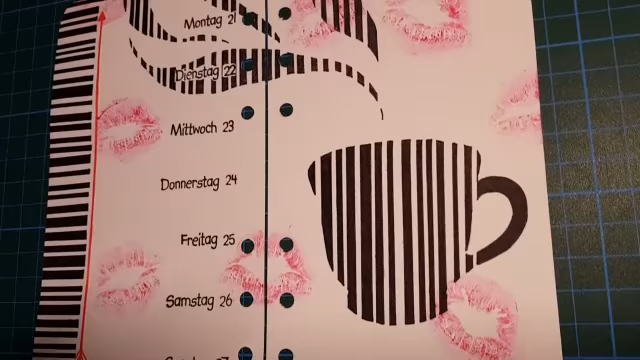 Montag 21
Dienstag 22
Mittwoch 23
Donnerstag 24
Freitag 25
Samstag 26